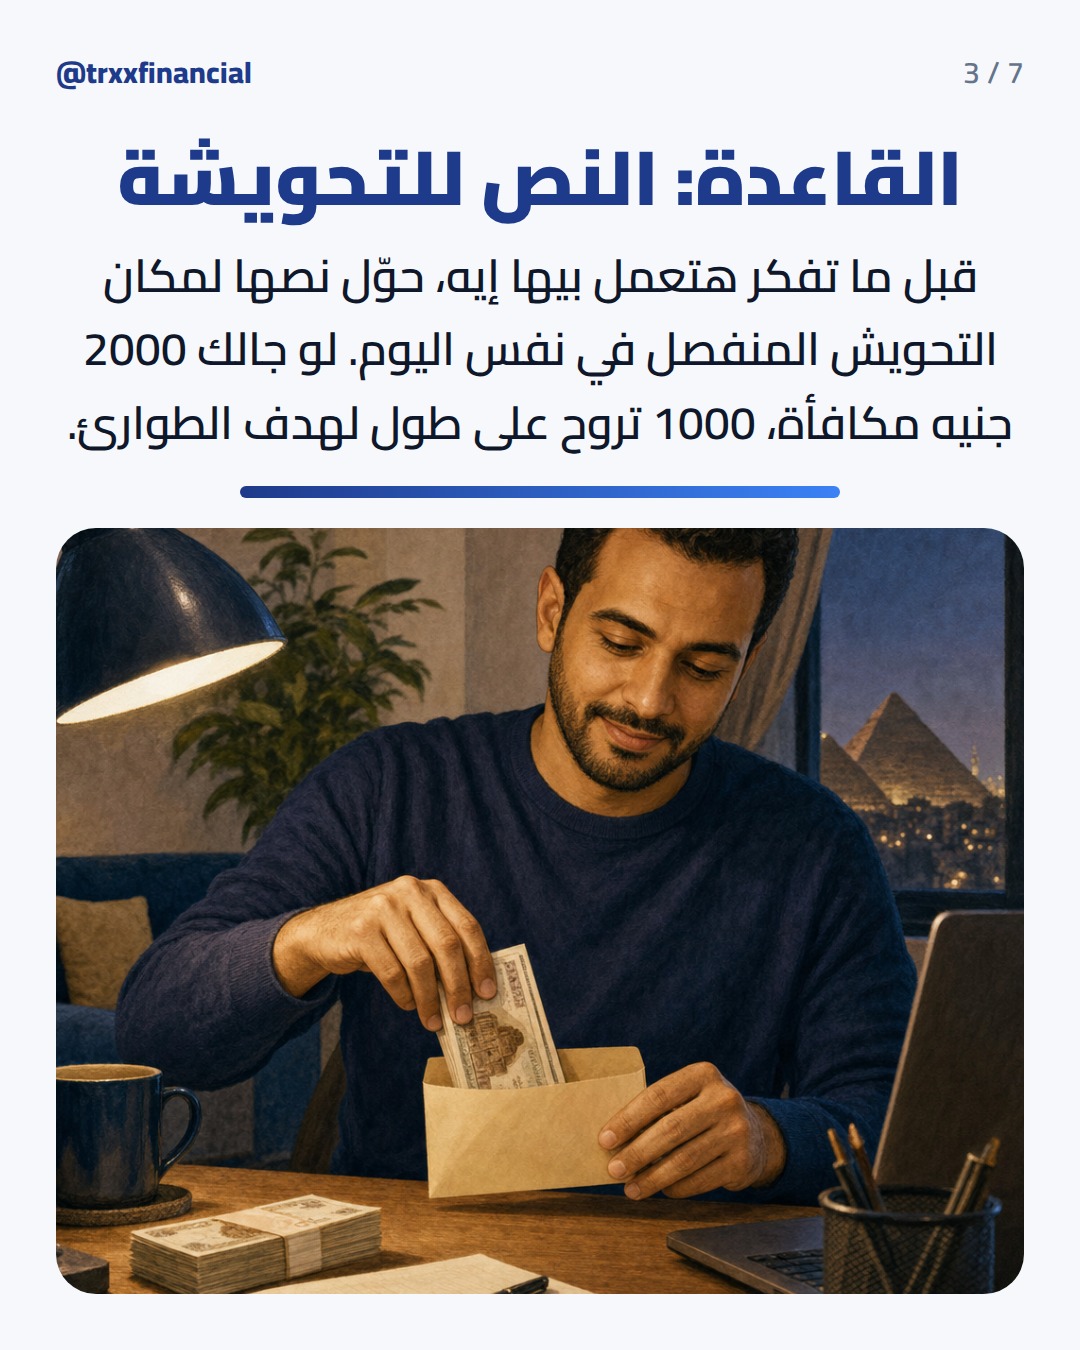 @trxxfinancial
3 / 7
القاعدة: النص للتحويشة
قبل ما تفكر هتعمل بيها إيه، حوّل نصها لمكان
التحويش المنفصل في نفس اليوم. لو جالك 2000
جنيه مكافأة، 1000 تروح على طول لهدف الطوارئ.